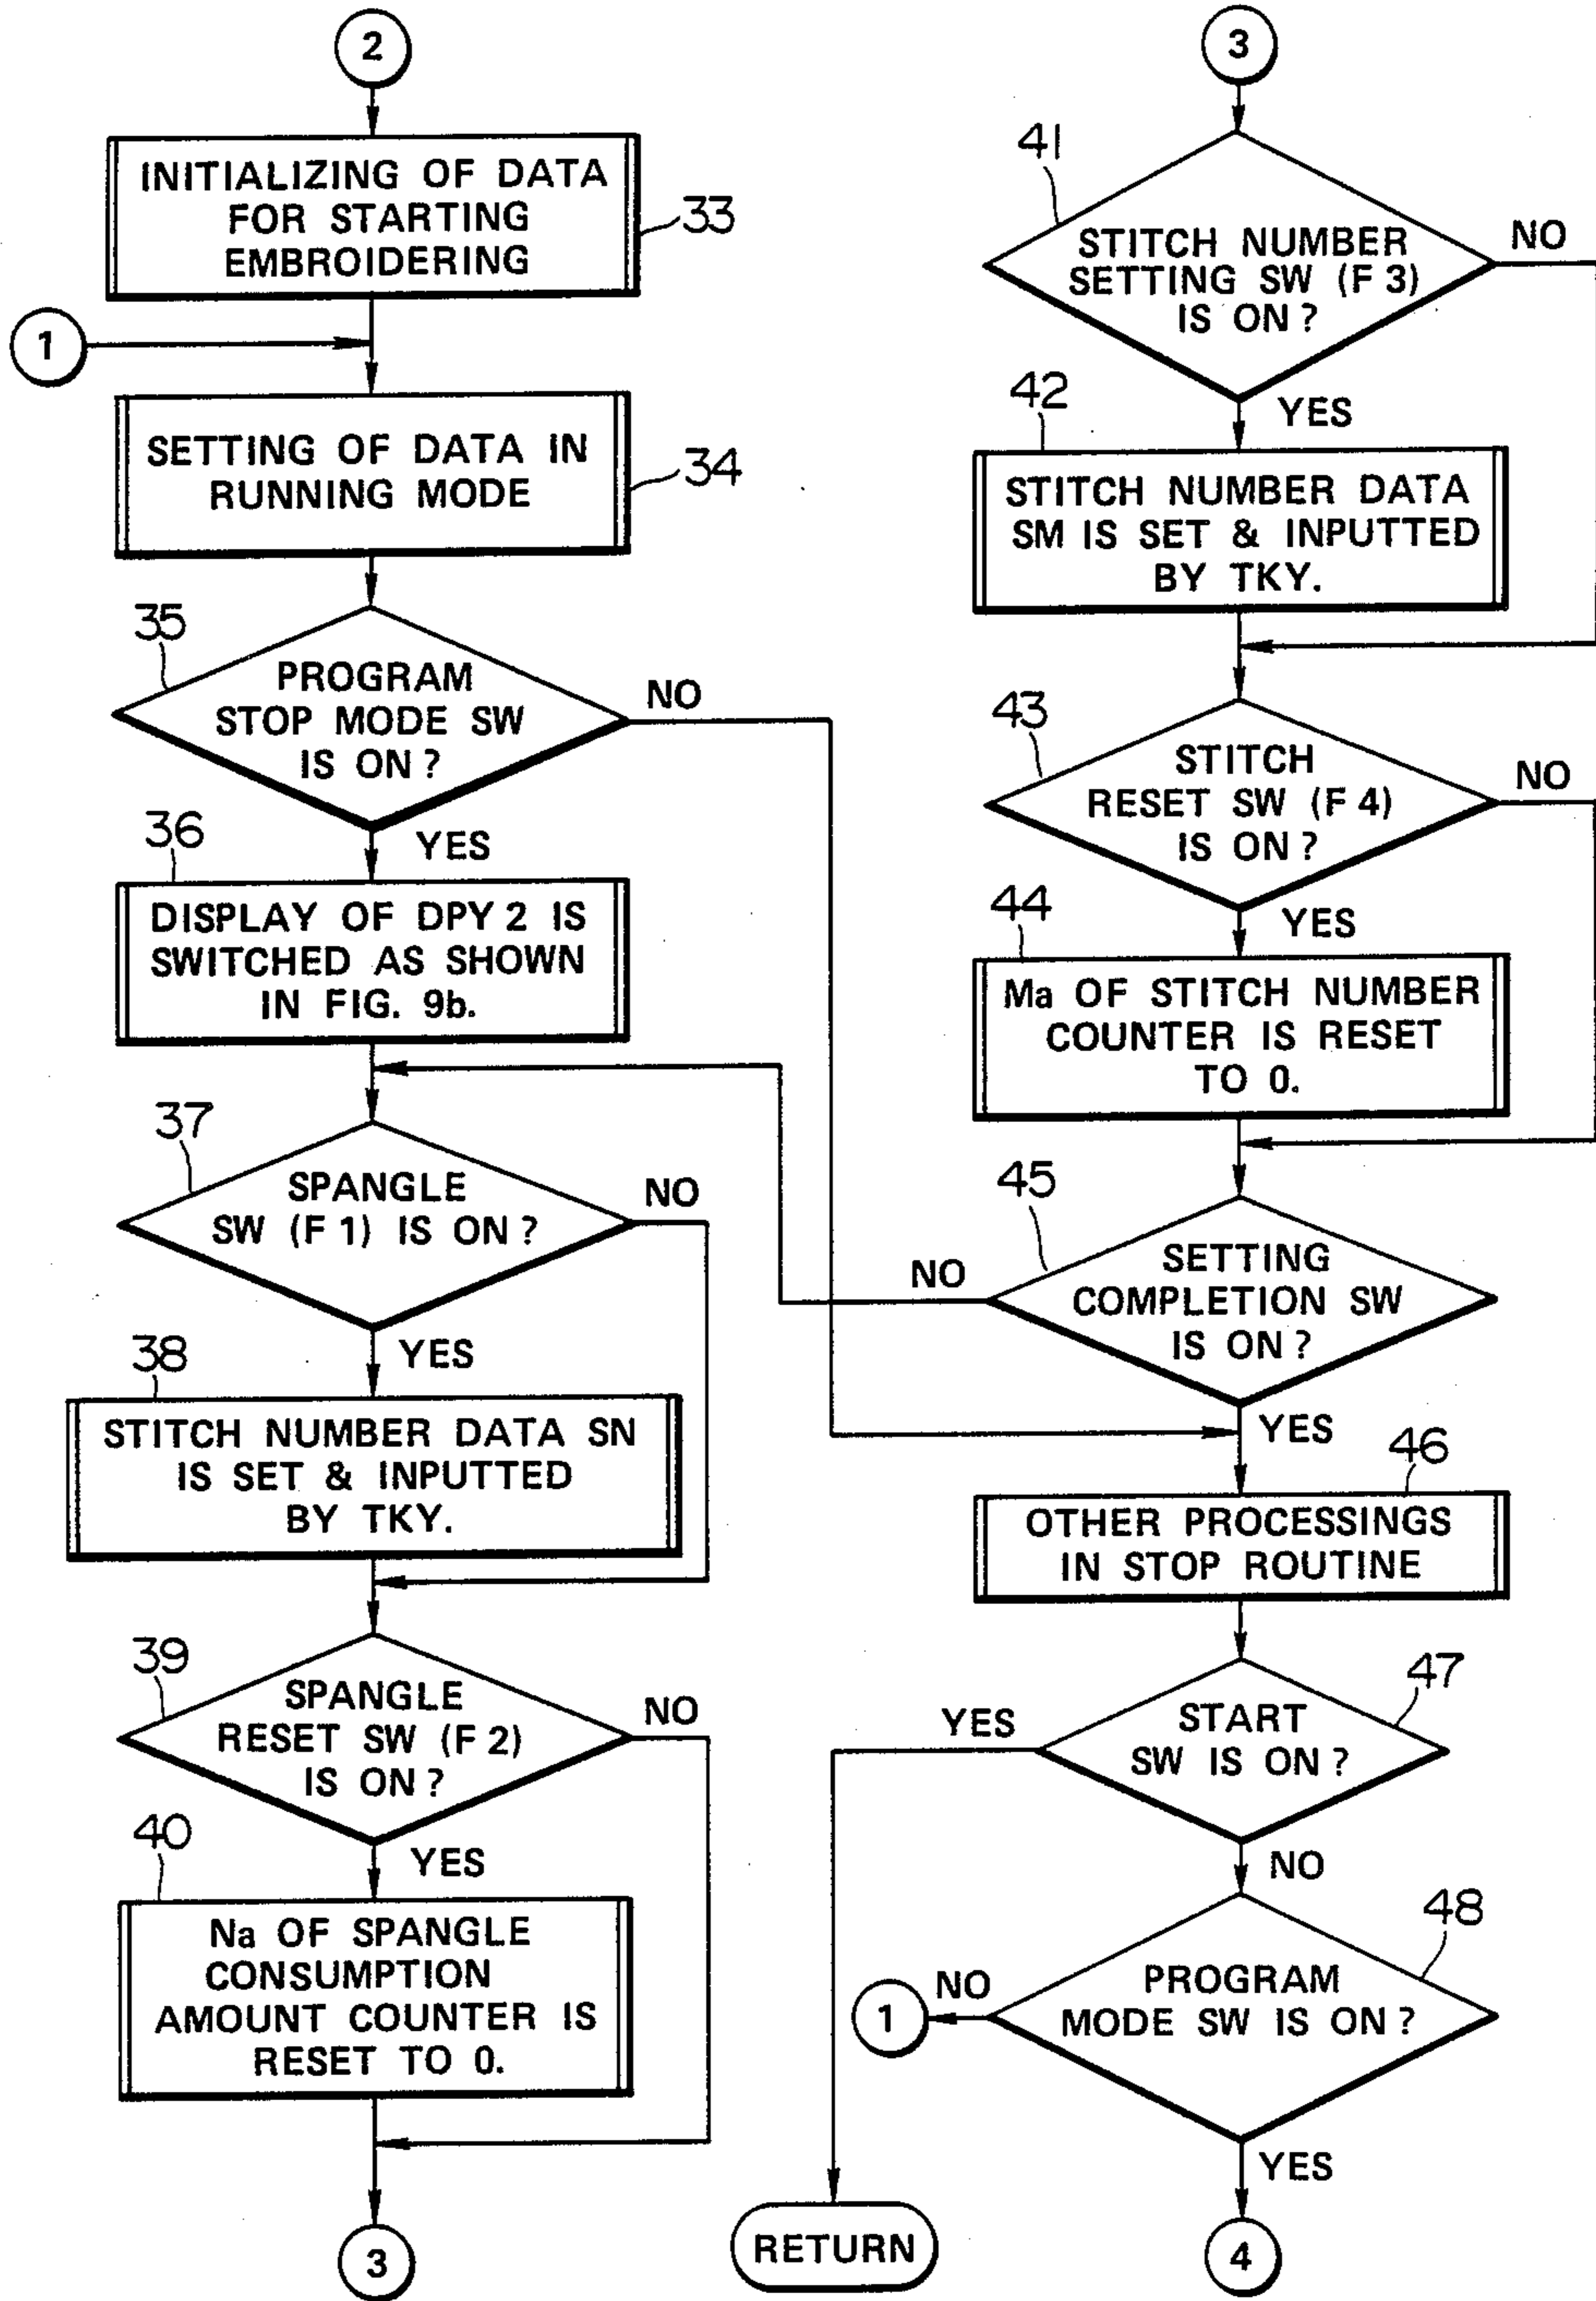 2
INITIALIZING OF DATA
FOR STARTING
EMBROIDERING
33
1
SETTING OF DATA IN
RUNNING MODE
34
35
PROGRAM
STOP MODE SW
IS ON ?
NO
YES
36
DISPLAY OF DPY 2 IS
SWITCHED AS SHOWN
IN FIG. 9b.
37
SPANGLE
SW (F 1) IS ON ?
NO
YES
38
STITCH NUMBER DATA SN
IS SET & INPUTTED
BY TKY.
39
SPANGLE
RESET SW (F 2)
IS ON ?
NO
YES
40
Na OF SPANGLE
CONSUMPTION
AMOUNT COUNTER IS
RESET TO 0.
3
3
41
STITCH NUMBER
SETTING SW (F 3)
IS ON ?
NO
YES
42
STITCH NUMBER DATA
SM IS SET & INPUTTED
BY TKY.
43
STITCH
RESET SW (F 4)
IS ON ?
NO
YES
44
Ma OF STITCH NUMBER
COUNTER IS RESET
TO 0.
45
SETTING
COMPLETION SW
IS ON ?
NO
YES
46
OTHER PROCESSINGS
IN STOP ROUTINE
47
START
SW IS ON ?
YES
NO
48
PROGRAM
MODE SW IS ON ?
NO
1
YES
RETURN
4